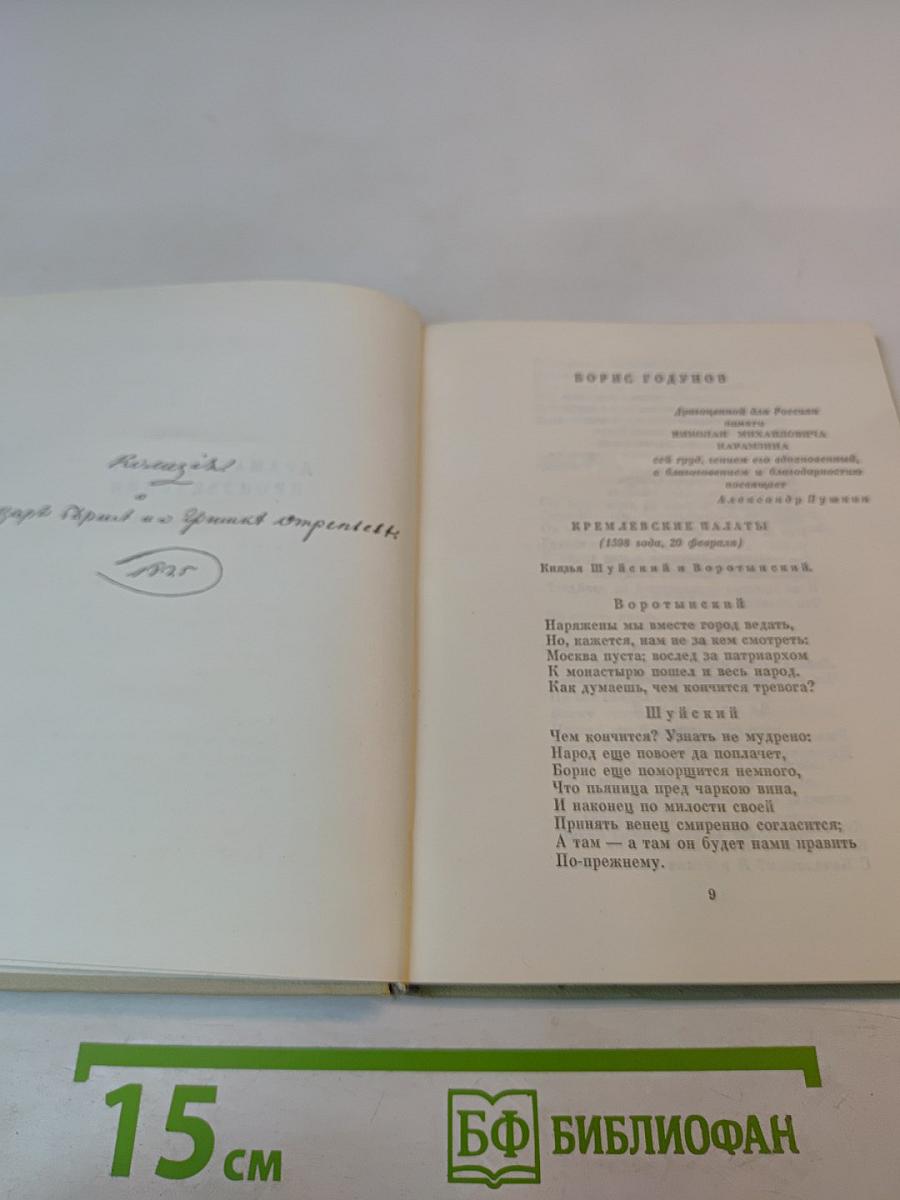 Комедія
о
царѣ Борисѣ и о Гришкѣ Отрепьевѣ
1825
БОРИС ГОДУНОВ
Драгоценной для Россиян
памяти
НИКОЛАЯ МИХАЙЛОВИЧА
КАРАМЗИНА
сей труд, гением его вдохновенный,
с благоговением и благодарностию
посвящает
Александр Пушкин
КРЕМЛЕВСКИЕ ПАЛАТЫ
(1598 года, 20 февраля)
Князья Шуйский и Воротынский.
Воротынский
Наряжены мы вместе город ведать,
Но, кажется, нам не за кем смотреть:
Москва пуста; вослед за патриархом
К монастырю пошел и весь народ.
Как думаешь, чем кончится тревога?
Шуйский
Чем кончится? Узнать не мудрено:
Народ еще повоет да поплачет,
Борис еще поморщится немного,
Что пьяница пред чаркою вина,
И наконец по милости своей
Принять венец смиренно согласится;
А там — а там он будет нами править
По-прежнему.
9
15 см
БФ БИБЛИОФАН